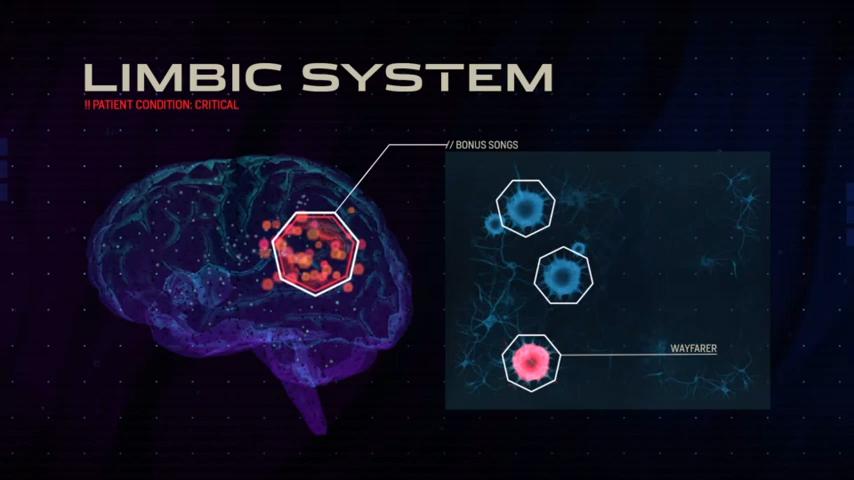 LIMBIC SYSTEM
!! PATIENT CONDITION: CRITICAL
// BONUS SONGS
WAYFARER